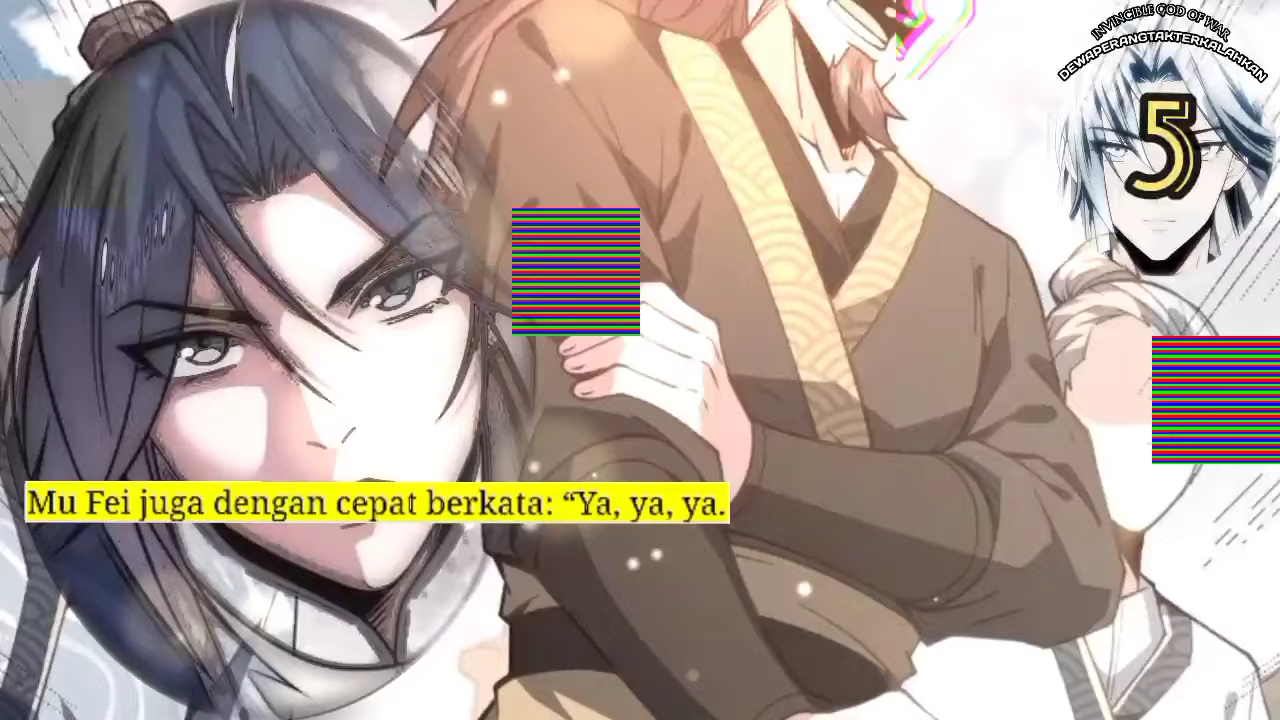 INVINCIBLE GOD OF WAR
DEWAPERANGTAKTERKALAHKAN
5
Mu Fei juga dengan cepat berkata: “Ya, ya, ya.